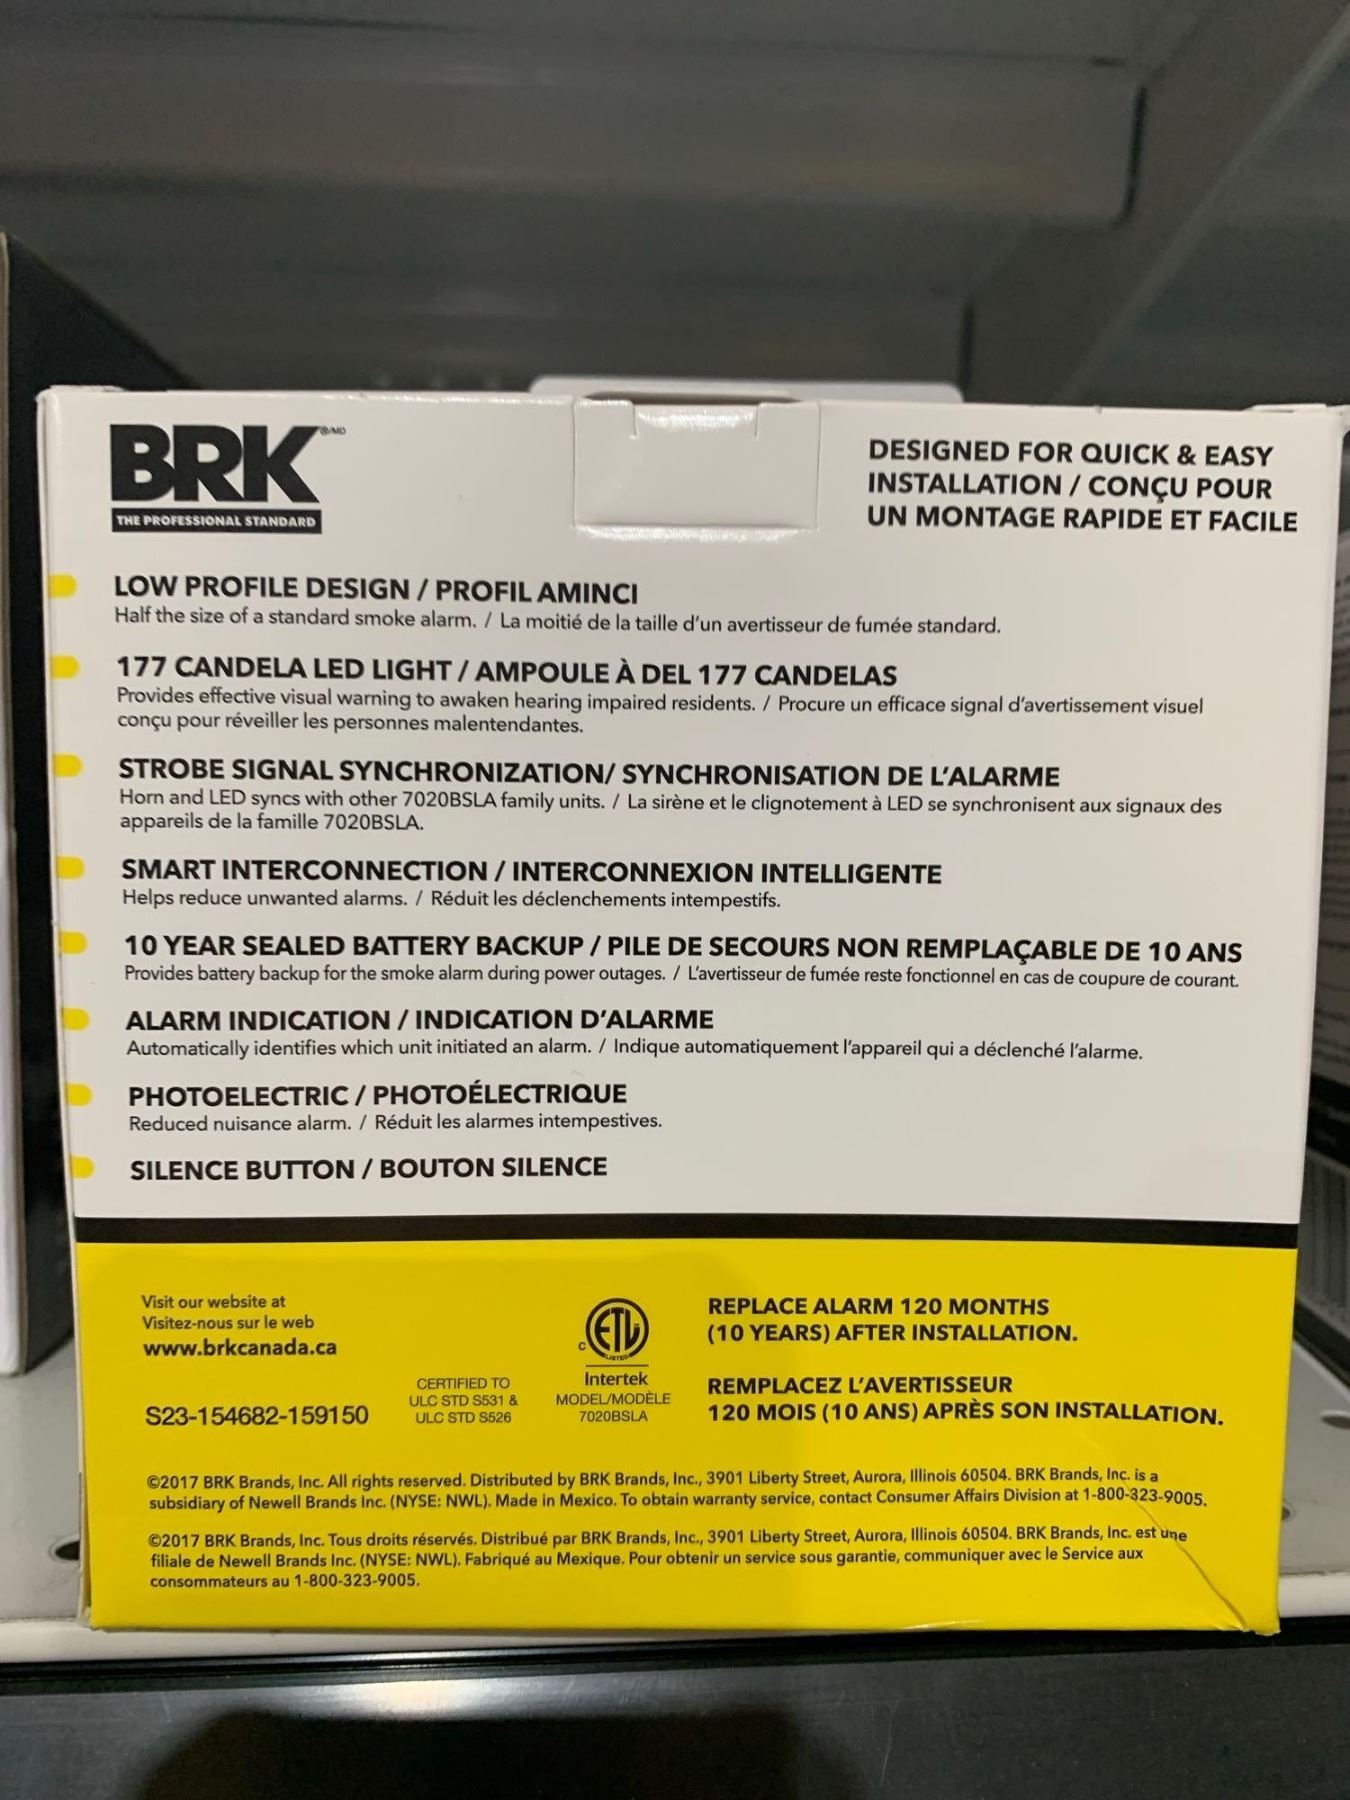 BRK®/MD
THE PROFESSIONAL STANDARD
DESIGNED FOR QUICK & EASY
INSTALLATION / CONÇU POUR
UN MONTAGE RAPIDE ET FACILE
LOW PROFILE DESIGN / PROFIL AMINCI
Half the size of a standard smoke alarm. / La moitié de la taille d'un avertisseur de fumée standard.
177 CANDELA LED LIGHT / AMPOULE À DEL 177 CANDELAS
Provides effective visual warning to awaken hearing impaired residents. / Procure un efficace signal d'avertissement visuel
conçu pour réveiller les personnes malentendantes.
STROBE SIGNAL SYNCHRONIZATION/ SYNCHRONISATION DE L'ALARME
Horn and LED syncs with other 7020BSLA family units. / La sirène et le clignotement à LED se synchronisent aux signaux des
appareils de la famille 7020BSLA.
SMART INTERCONNECTION / INTERCONNEXION INTELLIGENTE
Helps reduce unwanted alarms. / Réduit les déclenchements intempestifs.
10 YEAR SEALED BATTERY BACKUP / PILE DE SECOURS NON REMPLAÇABLE DE 10 ANS
Provides battery backup for the smoke alarm during power outages. / L'avertisseur de fumée reste fonctionnel en cas de coupure de courant.
ALARM INDICATION / INDICATION D'ALARME
Automatically identifies which unit initiated an alarm. / Indique automatiquement l'appareil qui a déclenché l'alarme.
PHOTOELECTRIC / PHOTOÉLECTRIQUE
Reduced nuisance alarm. / Réduit les alarmes intempestives.
SILENCE BUTTON / BOUTON SILENCE
Visit our website at
Visitez-nous sur le web
www.brkcanada.ca
S23-154682-159150
CERTIFIED TO
ULC STD S531 &
ULC STD S526
C ETL
LISTED
Intertek
MODEL/MODÈLE
7020BSLA
REPLACE ALARM 120 MONTHS
(10 YEARS) AFTER INSTALLATION.
REMPLACEZ L'AVERTISSEUR
120 MOIS (10 ANS) APRÈS SON INSTALLATION.
©2017 BRK Brands, Inc. All rights reserved. Distributed by BRK Brands, Inc., 3901 Liberty Street, Aurora, Illinois 60504. BRK Brands, Inc. is a
subsidiary of Newell Brands Inc. (NYSE: NWL). Made in Mexico. To obtain warranty service, contact Consumer Affairs Division at 1-800-323-9005.
©2017 BRK Brands, Inc. Tous droits réservés. Distribué par BRK Brands, Inc., 3901 Liberty Street, Aurora, Illinois 60504. BRK Brands, Inc. est une
filiale de Newell Brands Inc. (NYSE: NWL). Fabriqué au Mexique. Pour obtenir un service sous garantie, communiquer avec le Service aux
consommateurs au 1-800-323-9005.